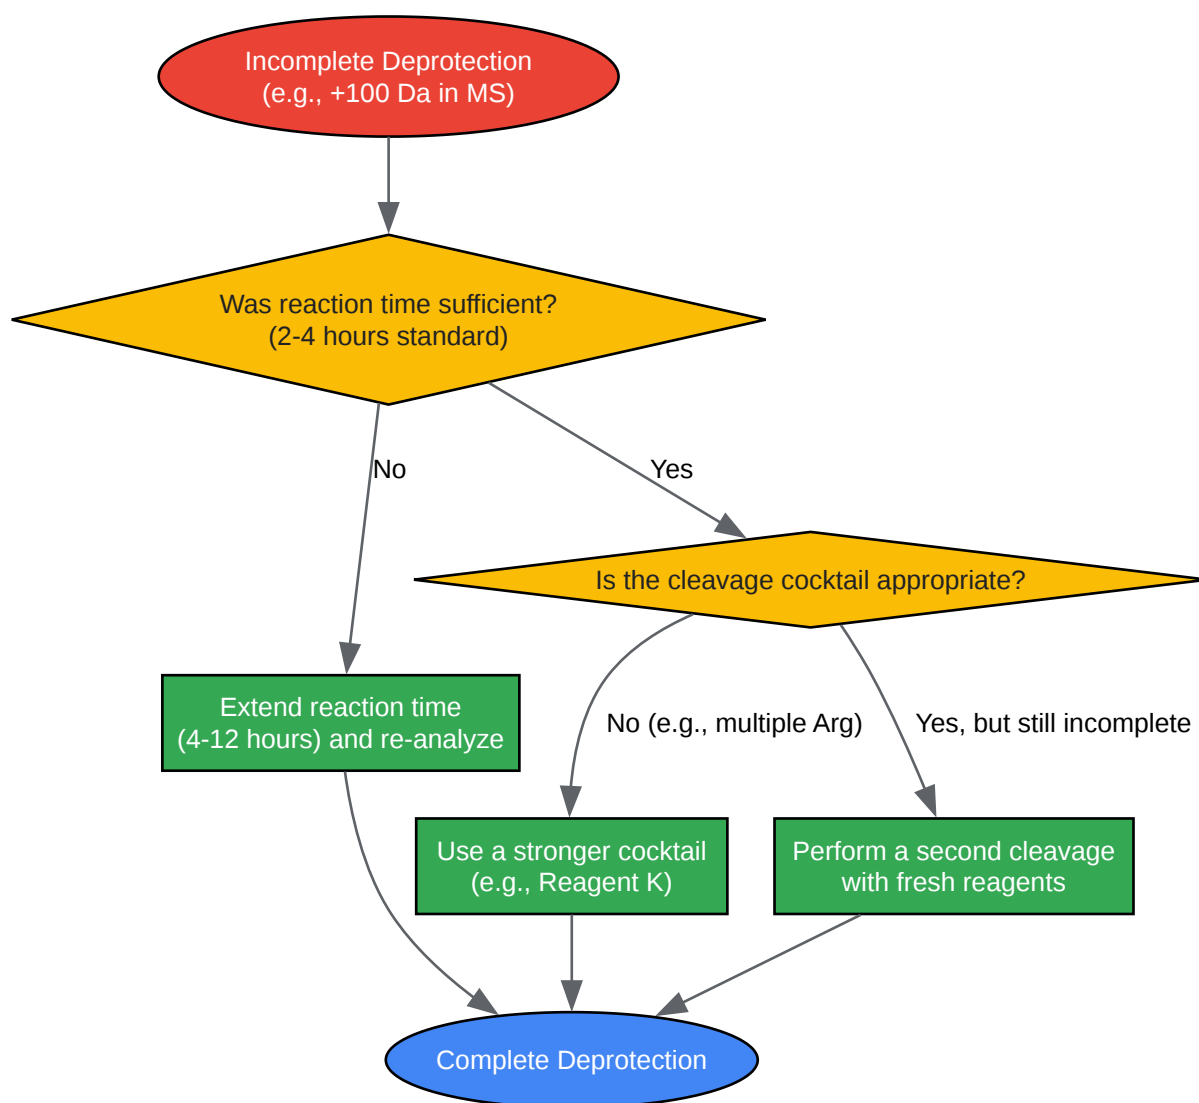 Incomplete Deprotection
(e.g., +100 Da in MS)
Was reaction time sufficient?
(2-4 hours standard)
No
Yes
Is the cleavage cocktail appropriate?
Extend reaction time
(4-12 hours) and re-analyze
No (e.g., multiple Arg)
Yes, but still incomplete
Use a stronger cocktail
(e.g., Reagent K)
Perform a second cleavage
with fresh reagents
Complete Deprotection